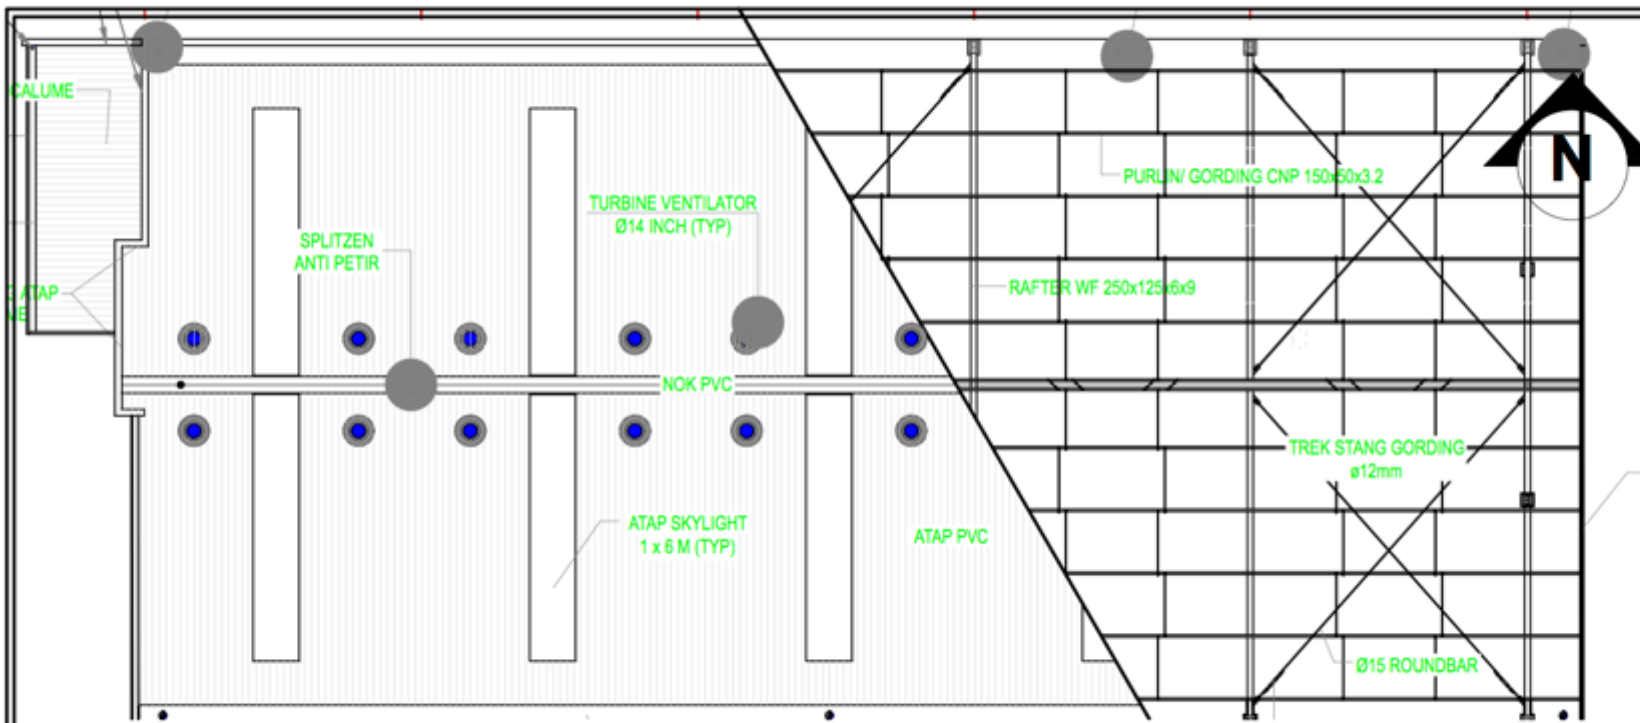 CALUME
PURLIN/ GORDING CNP 150x50x3.2
N
TURBINE VENTILATOR
Ø14 INCH (TYP)
SPLITZEN
ANTI PETIR
RAFTER WF 250x125x6x9
ATAP
NOK PVC
TREK STANG GORDING
ø12mm
ATAP SKYLIGHT
1 x 6 M (TYP)
ATAP PVC
Ø15 ROUNDBAR